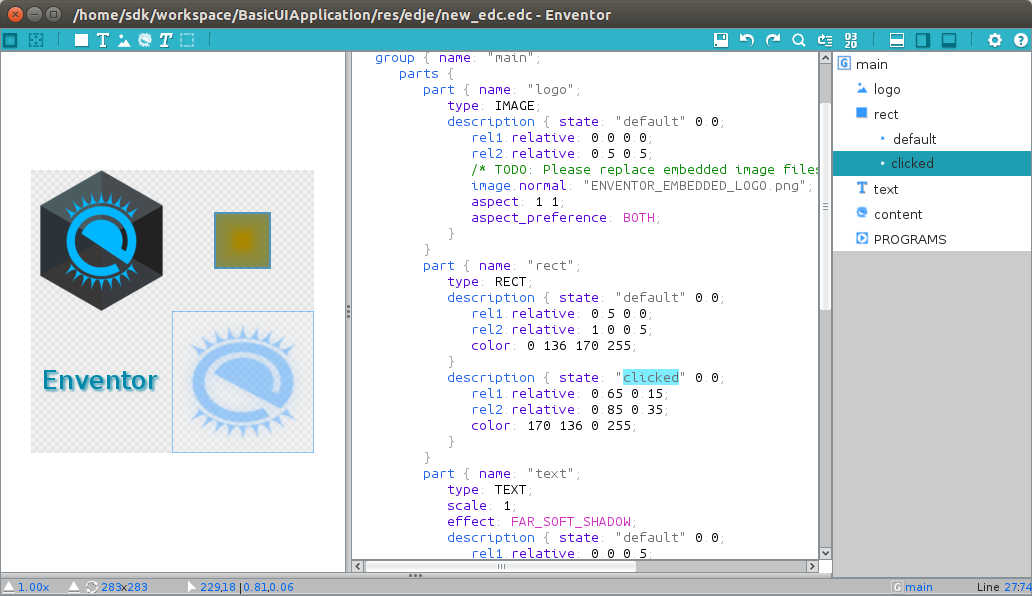 /home/sdk/workspace/BasicUIApplication/res/edje/new_edc.edc - Enventor
T T 03 20 ?
Enventor
group { name: "main";
parts {
part { name: "logo";
type: IMAGE;
description { state: "default" 0.0;
rel1.relative: 0.0 0.0;
rel2.relative: 0.5 0.5;
/* TODO: Please replace embedded image files
image.normal: "ENVENTOR_EMBEDDED_LOGO.png";
aspect: 1 1;
aspect_preference: BOTH;
}
}
part { name: "rect";
type: RECT;
description { state: "default" 0.0;
rel1.relative: 0.5 0.0;
rel2.relative: 1.0 0.5;
color: 0 136 170 255;
}
description { state: "clicked" 0.0;
rel1.relative: 0.65 0.15;
rel2.relative: 0.85 0.35;
color: 170 136 0 255;
}
}
part { name: "text";
type: TEXT;
scale: 1;
effect: FAR_SOFT_SHADOW;
description { state: "default" 0.0;
rel1.relative: 0.0 0.5;
G main
logo
rect
default
clicked
T text
content
PROGRAMS
1.00x 283x283 229,18 | 0.81,0.06 G main Line 27:74